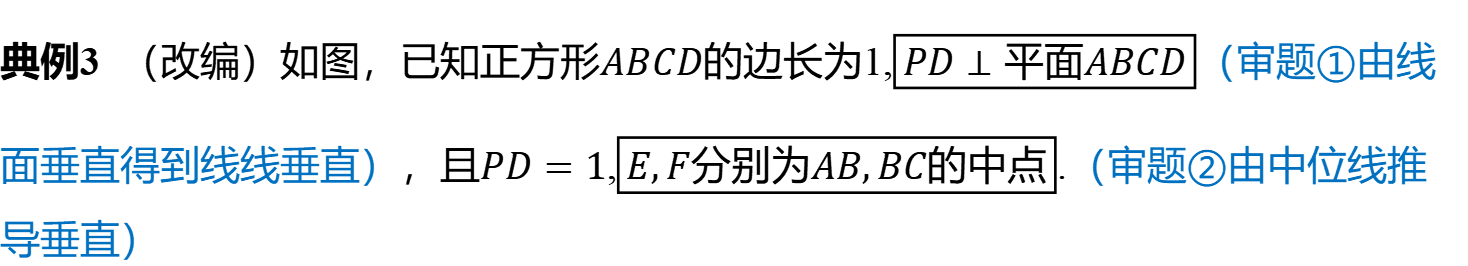 典例3 （改编）如图，已知正方形ABCD的边长为1,PD ⊥ 平面ABCD（审题①由线
面垂直得到线线垂直），且PD = 1,E,F分别为AB,BC的中点.（审题②由中位线推
导垂直）